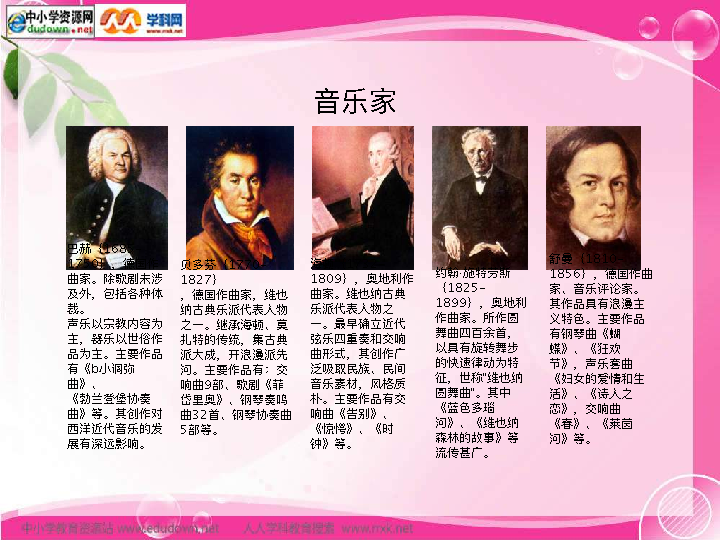 中小学资源网
edudown.net
学科网
www.nxk.net
音乐家
巴赫
曲家。除歌剧未涉
及外，包括各种体
裁。
声乐以宗教内容为
主，器乐以世俗作
品为主。主要作品
有《b小调弥
曲》、
《勃兰登堡协奏
曲》等。其创作对
西洋近代音乐的发
展有深远影响。
贝多芬
1827}
，德国作曲家，维也
纳古典乐派代表人物
之一。继承海顿、莫
扎特的传统，集古典
派大成，开浪漫派先
河。主要作品有：交
响曲9部、歌剧《菲
岱里奥》、钢琴奏鸣
曲32首、钢琴协奏曲
5部等。
1809}，奥地利作
曲家。维也纳古典
乐派代表人物之
一。最早确立近代
弦乐四重奏和交响
曲形式，其创作广
泛吸取民族、民间
音乐素材，风格质
朴。主要作品有交
响曲《告别》、
《惊愕》、《时
钟》等。
约翰·施特劳斯
{1825–
1899}，奥地利
作曲家。所作圆
舞曲四百余首，
以具有旋转舞步
的快速律动为特
征，世称"维也纳
圆舞曲"。其中
《蓝色多瑙
河》、《维也纳
森林的故事》等
流传甚广。
舒曼{1810
1856}，德国作曲
家、音乐评论家。
其作品具有浪漫主
义特色。主要作品
有钢琴曲《蝴
蝶》、《狂欢
节》，声乐套曲
《妇女的爱情和生
活》、《诗人之
恋》，交响曲
《春》、《莱茵
河》等。
中小学教育资源站 www.edudown.net 人人学科教育搜索 www.nxk.net